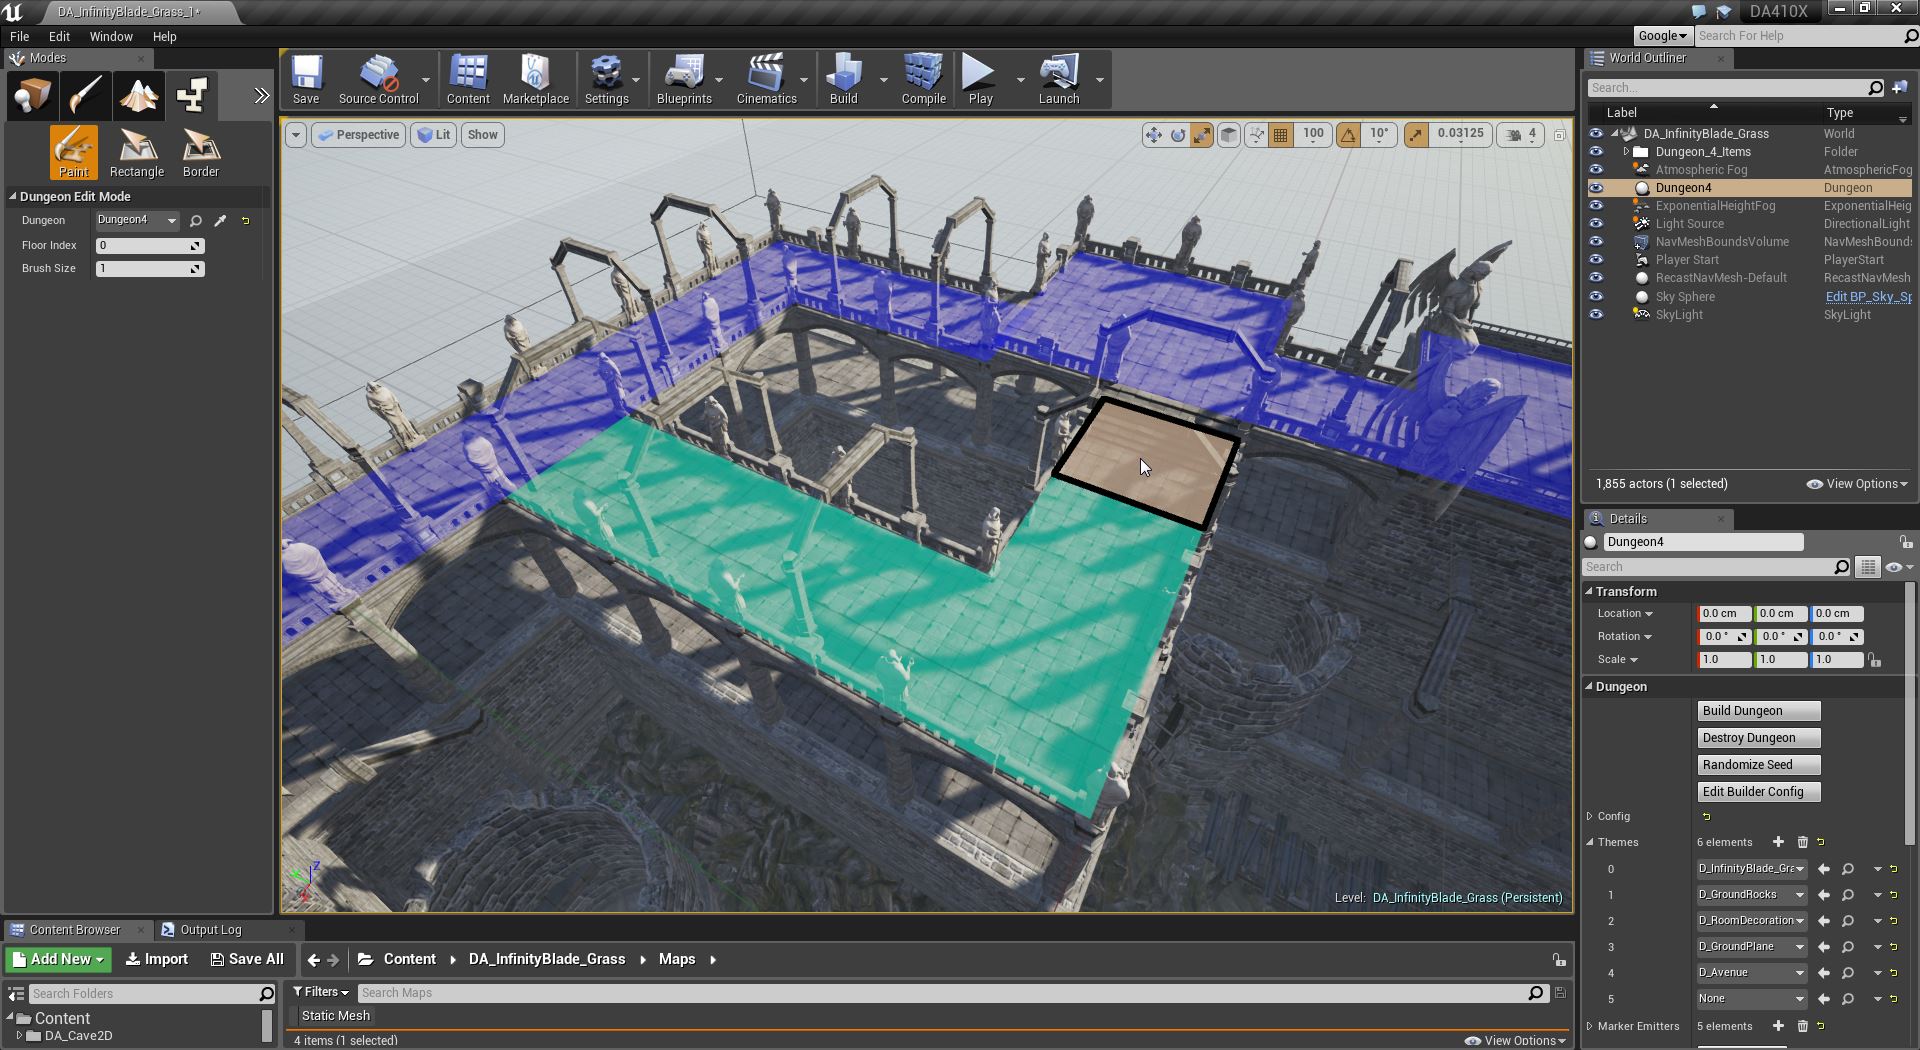 DA_InfinityBlade_Grass_1*
DA410X
File Edit Window Help
Google
Search For Help
Modes
Save
Source Control
Content
Marketplace
Settings
Blueprints
Cinematics
Build
Compile
Play
Launch
Paint
Rectangle
Border
Dungeon Edit Mode
Dungeon Dungeon4
Floor Index 0
Brush Size 1
Perspective
Lit
Show
100
10°
0.03125
4
Z
Level: DA_InfinityBlade_Grass (Persistent)
World Outliner
Search...
Label Type
DA_InfinityBlade_Grass World
Dungeon_4_Items Folder
Atmospheric Fog AtmosphericFog
Dungeon4 Dungeon
ExponentialHeightFog ExponentialHeig
Light Source DirectionalLight
NavMeshBoundsVolume NavMeshBounds
Player Start PlayerStart
RecastNavMesh-Default RecastNavMesh
Sky Sphere Edit BP_Sky_Sp
SkyLight SkyLight
1,855 actors (1 selected)
View Options
Details
Dungeon4
Search
Transform
Location 0.0 cm 0.0 cm 0.0 cm
Rotation 0.0 ° 0.0 ° 0.0 °
Scale 1.0 1.0 1.0
Dungeon
Build Dungeon
Destroy Dungeon
Randomize Seed
Edit Builder Config
Config
Themes 6 elements
0 D_InfinityBlade_Gra
1 D_GroundRocks
2 D_RoomDecoration
3 D_GroundPlane
4 D_Avenue
5 None
Marker Emitters 5 elements
Content Browser
Output Log
Add New
Import
Save All
Content DA_InfinityBlade_Grass Maps
Search Folders
Content
DA_Cave2D
Filters
Search Maps
Static Mesh
4 items (1 selected)
View Options